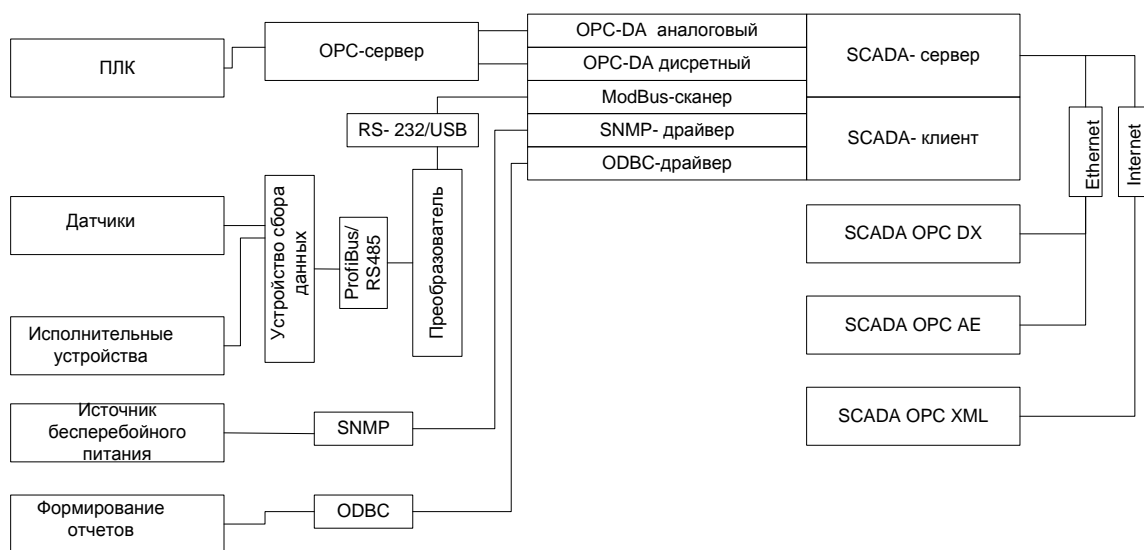 ПЛК
OPC-сервер
OPC-DA аналоговый
OPC-DA дисретный
ModBus-сканер
SNMP- драйвер
ODBC-драйвер
SCADA- сервер
SCADA- клиент
Ethernet
Internet
RS- 232/USB
Датчики
Устройство сбора
данных
ProfiBus/
RS485
Преобразователь
SCADA OPC DX
Исполнительные
устройства
SCADA OPC AE
Источник
бесперебойного
питания
SNMP
SCADA OPC XML
Формирование
отчетов
ODBC